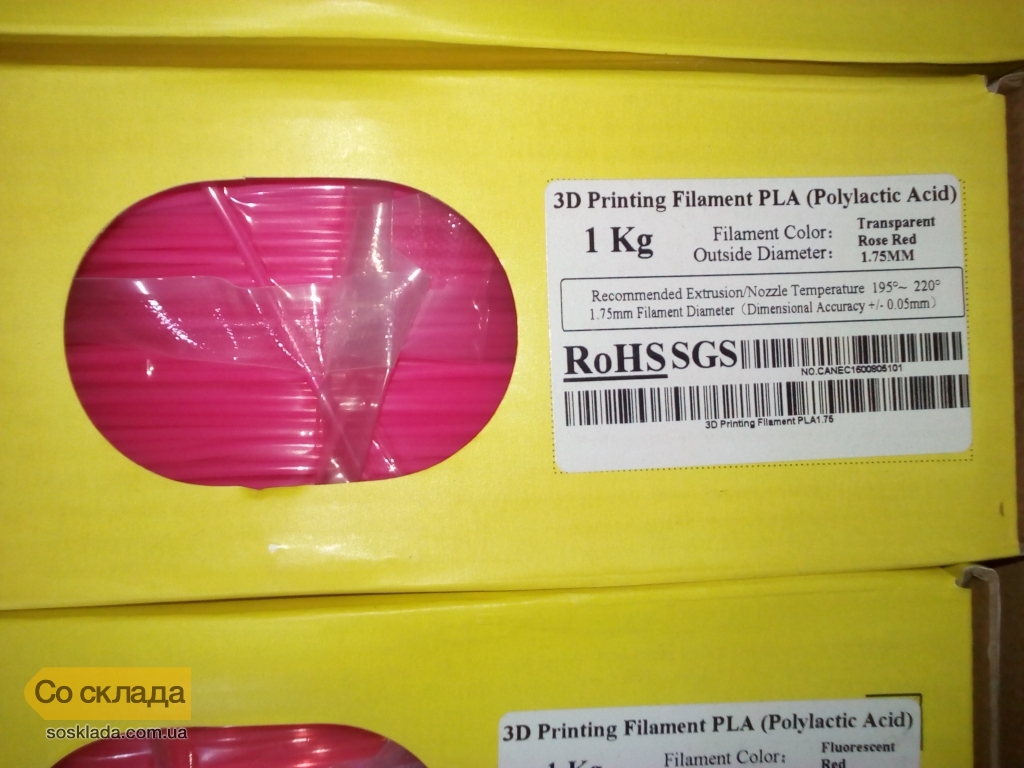 3D Printing Filament PLA (Polylactic Acid)
1 Kg
Filament Color: Transparent Rose Red
Outside Diameter: 1.75MM
Recommended Extrusion/Nozzle Temperature 195°~ 220°
1.75mm Filament Diameter (Dimensional Accuracy +/- 0.05mm)
RoHS SGS
NO.CANEC1600805101
3D Printing Filament PLA1.75
Со склада
sosklada.com.ua
3D Printing Filament PLA (Polylactic Acid)
1 Kg
Filament Color: Fluorescent Red